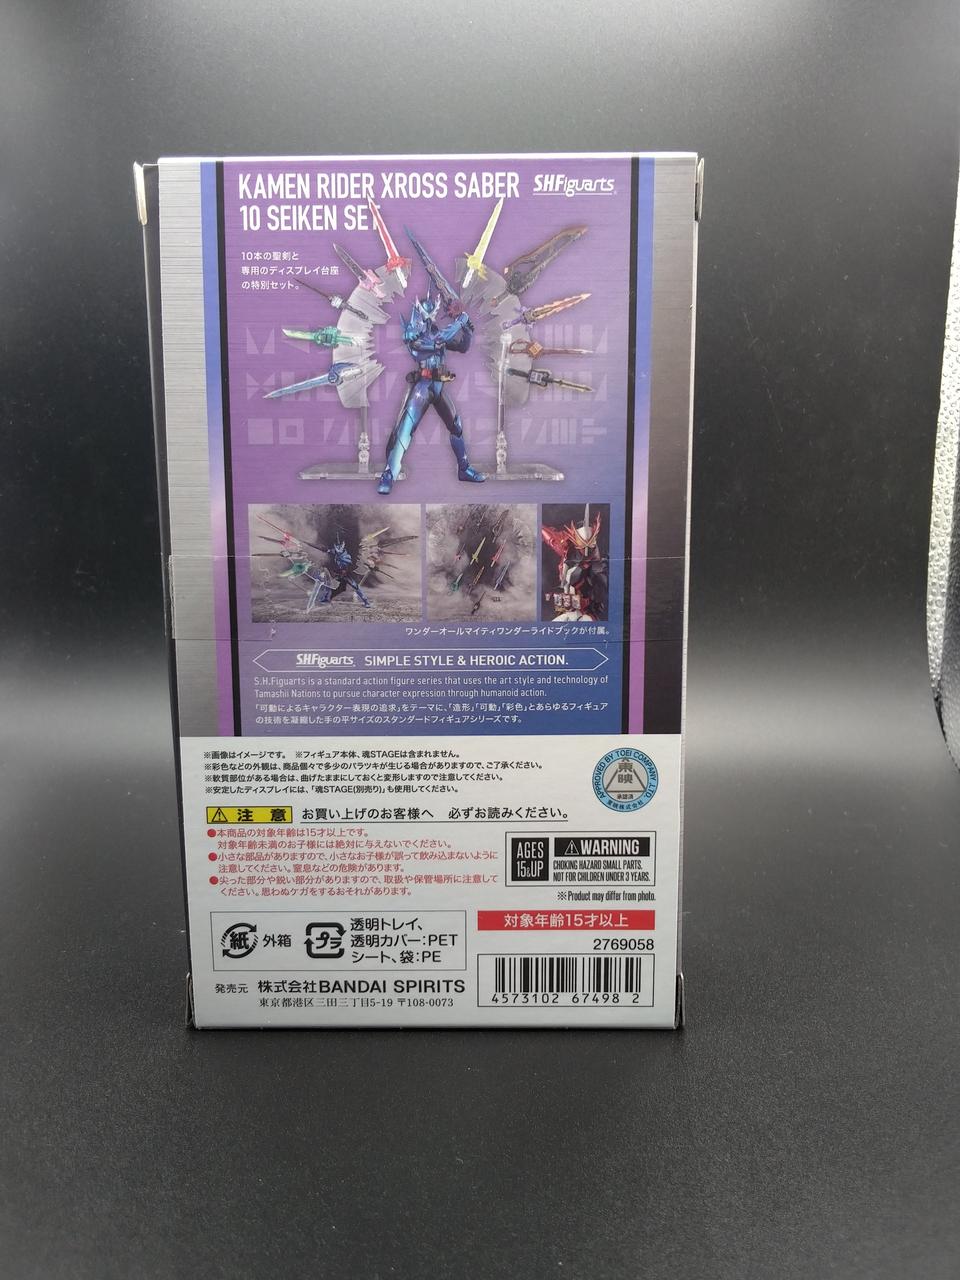 KAMEN RIDER XROSS SABER
10 SEIKEN SET
S.H.Figuarts
10本の聖剣と
専用のディスプレイ台座
の特別セット。
ワンダーオールマイティワンダーライドブックが付属。
S.H.Figuarts SIMPLE STYLE & HEROIC ACTION.
S.H.Figuarts is a standard action figure series that uses the art style and technology of
Tamashii Nations to pursue character expression through humanoid action.
「可動によるキャラクター表現の追求」をテーマに、「造形」「可動」「彩色」とあらゆるフィギュア
の技術を凝縮した手の平サイズのスタンダードフィギュアシリーズです。
※画像はイメージです。 ※フィギュア本体、魂STAGEは含まれません。
※彩色などの外観は、商品個々で多少のバラツキが生じる場合がありますので、ご了承ください。
※軟質部位がある場合は、曲げたままにしておくと変形しますので注意してください。
※安定したディスプレイには、「魂STAGE(別売り)」も使用してください。
APPROVED BY TOEI COMPANY, LTD.
東映
承認済
東映株式会社
注意 お買い上げのお客様へ 必ずお読みください。
●本商品の対象年齢は15才以上です。
対象年齢未満のお子様には絶対に与えないでください。
●小さな部品がありますので、小さなお子様が誤って飲み込まないように
注意してください。窒息などの危険があります。
●尖った部分や鋭い部分がありますので、取扱や保管場所に注意して
ください。思わぬケガをするおそれがあります。
AGES
15&UP
WARNING
CHOKING HAZARD SMALL PARTS.
NOT FOR CHILDREN UNDER 3 YEARS.
※Product may differ from photo.
対象年齢15才以上
2769058
紙 外箱
プラ 透明トレイ、
透明カバー:PET
シート、袋:PE
発売元 株式会社BANDAI SPIRITS
東京都港区三田三丁目5-19 〒108-0073
4573102 67498 2